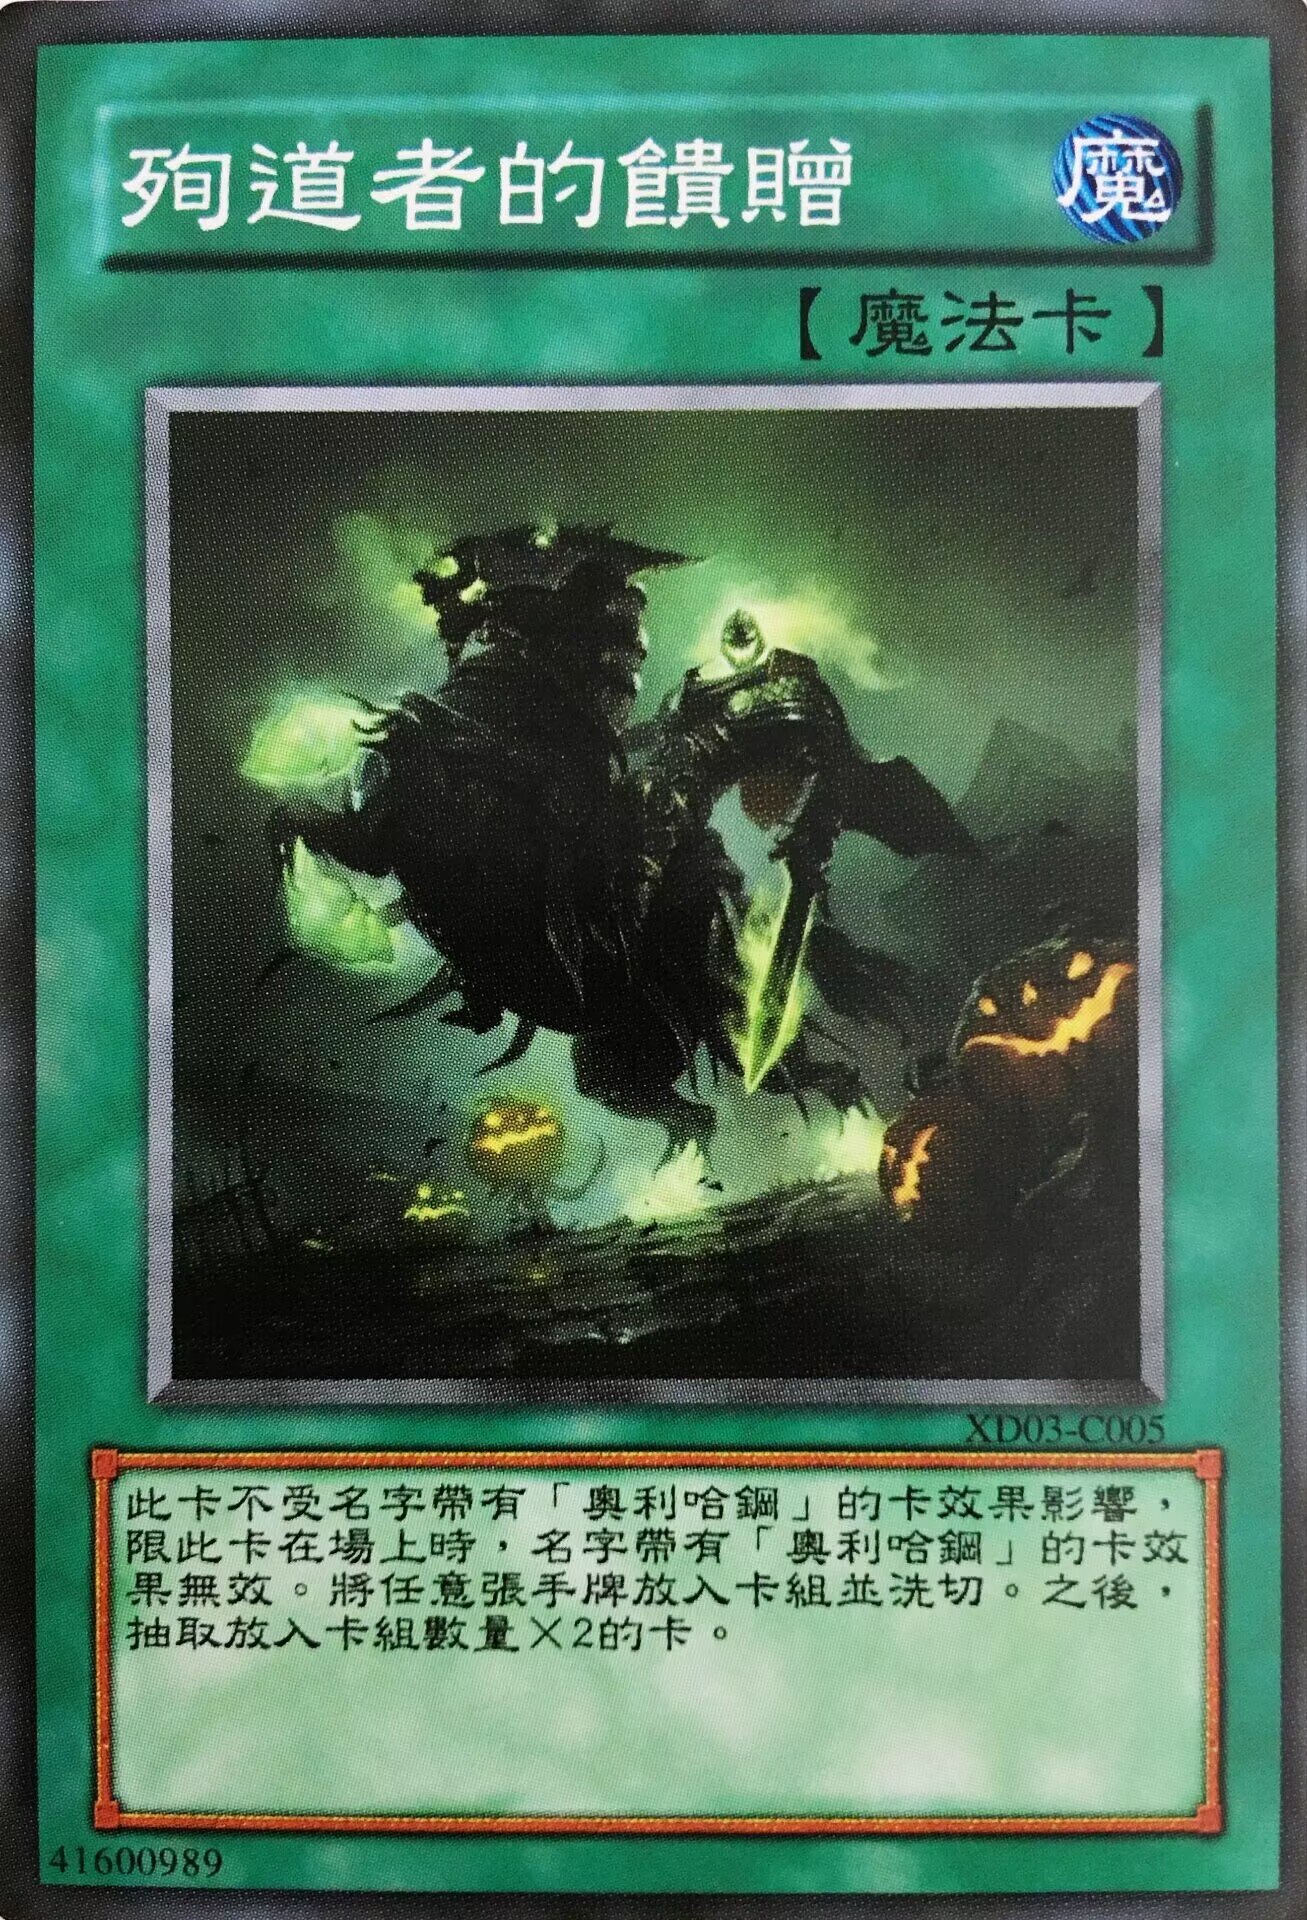 殉道者的饋贈
魔
【魔法卡】
XD03-C005
此卡不受名字帶有「奧利哈鋼」的卡效果影響，
限此卡在場上時，名字帶有「奧利哈鋼」的卡效
果無效。將任意張手牌放入卡組並洗切。之後，
抽取放入卡組數量×2的卡。
41600989